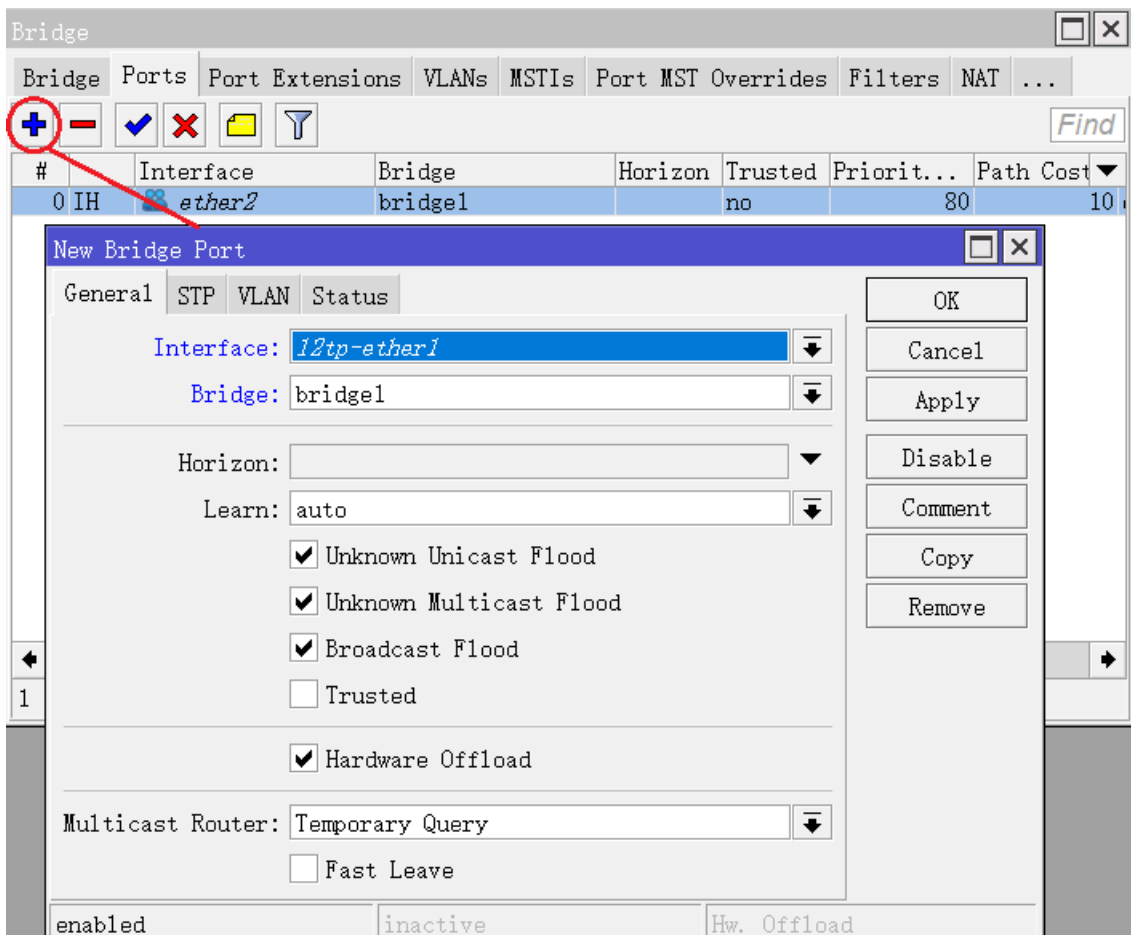 Bridge
Bridge Ports Port Extensions VLANs MSTIs Port MST Overrides Filters NAT ...
Find
# Interface Bridge Horizon Trusted Priorit... Path Cost
0 IH ether2 bridge1 no 80 10
New Bridge Port
General STP VLAN Status
OK
Interface: l2tp-ether1
Cancel
Bridge: bridge1
Apply
Horizon:
Disable
Learn: auto
Comment
Unknown Unicast Flood
Copy
Unknown Multicast Flood
Remove
Broadcast Flood
Trusted
1
Hardware Offload
Multicast Router: Temporary Query
Fast Leave
enabled inactive Hw. Offload